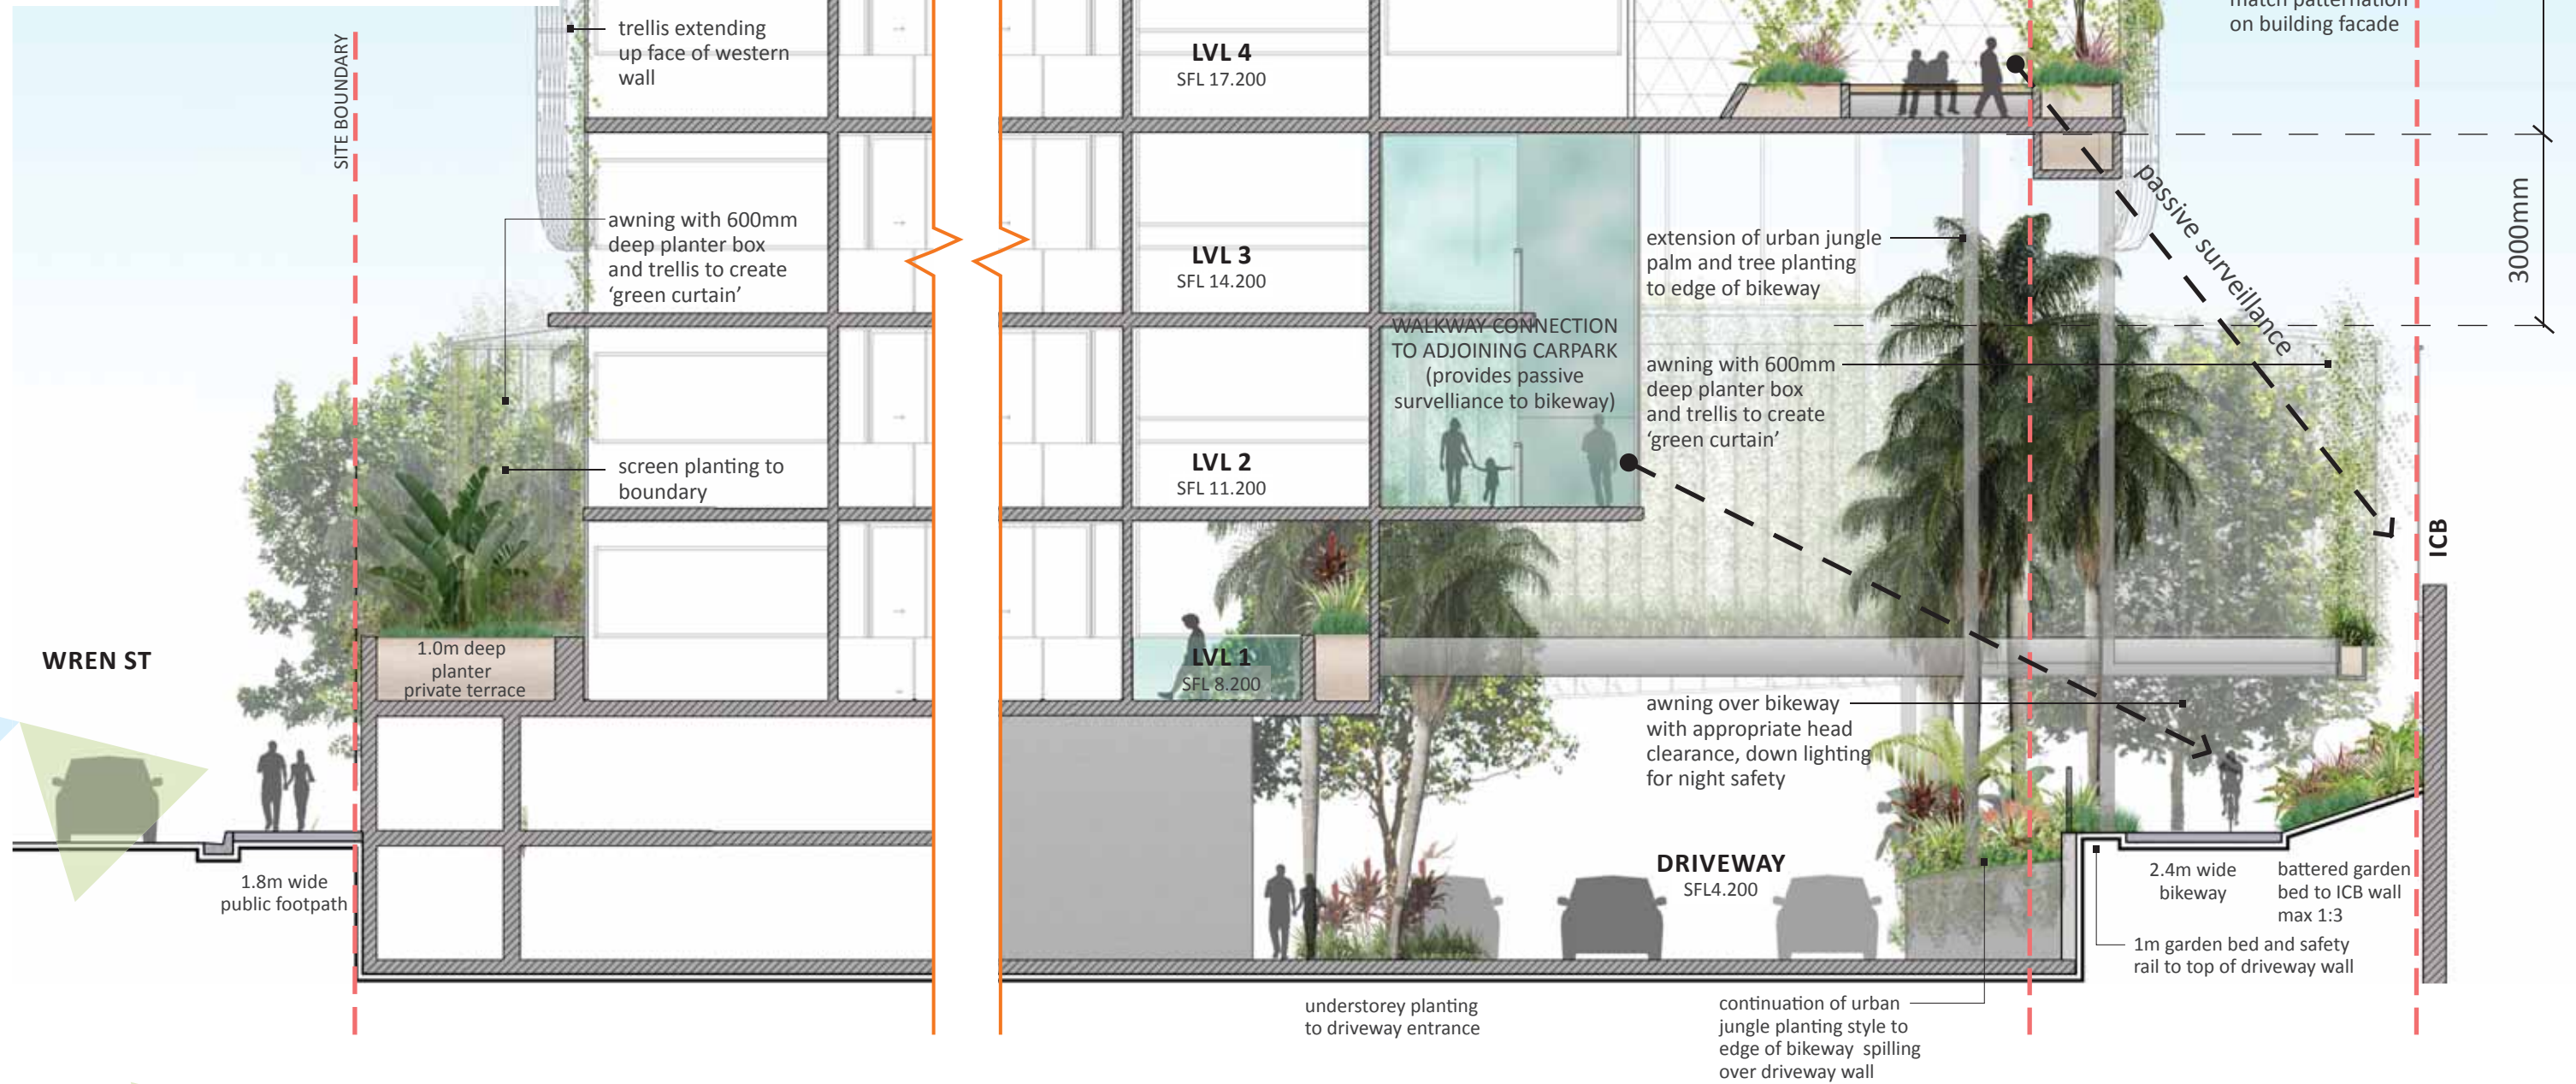 trellis extending
up face of western
wall
SITE BOUNDARY
awning with 600mm
deep planter box
and trellis to create
‘green curtain’
screen planting to
boundary
1.0m deep
planter
private terrace
WREN ST
1.8m wide
public footpath
LVL 4
SFL 17.200
LVL 3
SFL 14.200
LVL 2
SFL 11.200
LVL 1
SFL 8.200
WALKWAY CONNECTION
TO ADJOINING CARPARK
(provides passive
survelliance to bikeway)
match patternation
on building facade
extension of urban jungle
palm and tree planting
to edge of bikeway
awning with 600mm
deep planter box
and trellis to create
‘green curtain’
passive surveillance
3000mm
ICB
awning over bikeway
with appropriate head
clearance, down lighting
for night safety
DRIVEWAY
SFL4.200
2.4m wide
bikeway
battered garden
bed to ICB wall
max 1:3
1m garden bed and safety
rail to top of driveway wall
understorey planting
to driveway entrance
continuation of urban
jungle planting style to
edge of bikeway spilling
over driveway wall